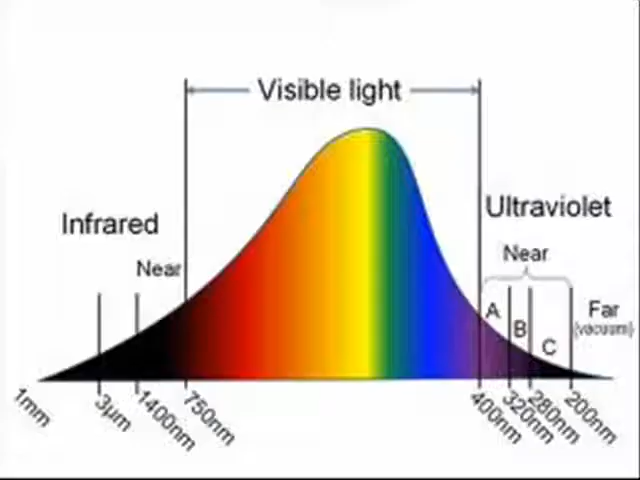 Visible light
Infrared
Near
Ultraviolet
Near
A
B
C
Far
(vacuum)
1mm
3µm
1400nm
750nm
400nm
320nm
280nm
200nm